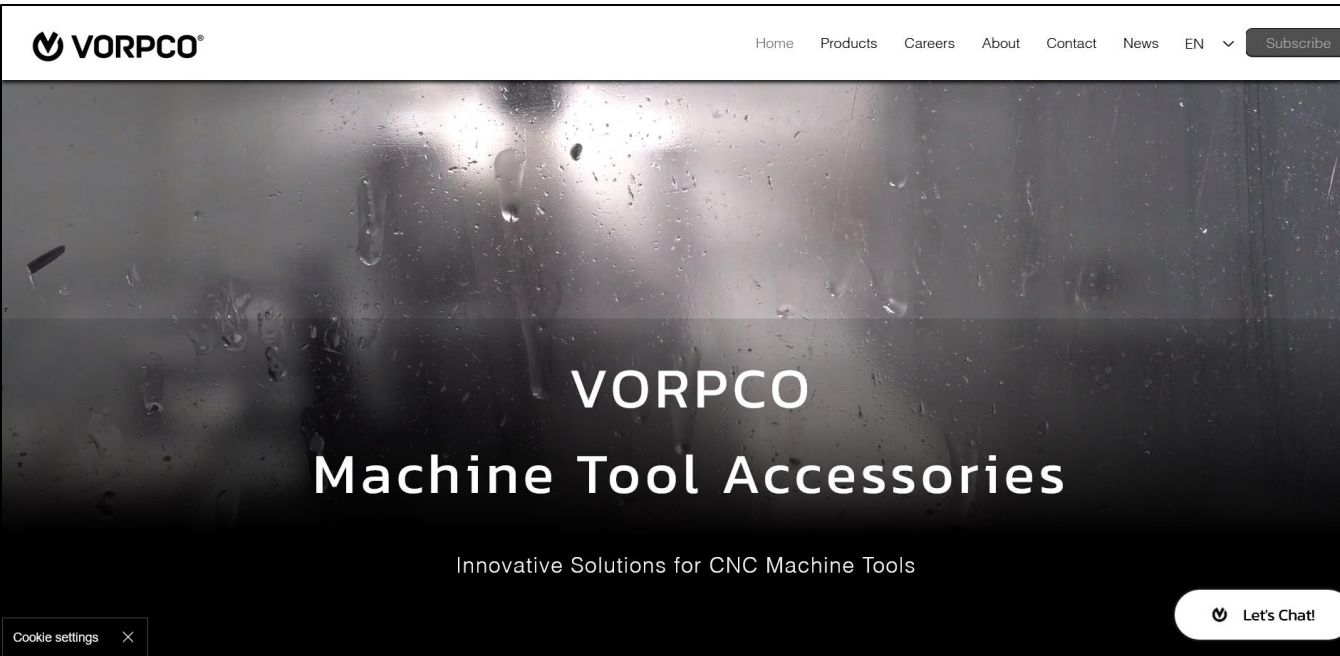 VORPCO®
Home Products Careers About Contact News EN Subscribe
VORPCO
Machine Tool Accessories
Innovative Solutions for CNC Machine Tools
Let's Chat!
Cookie settings